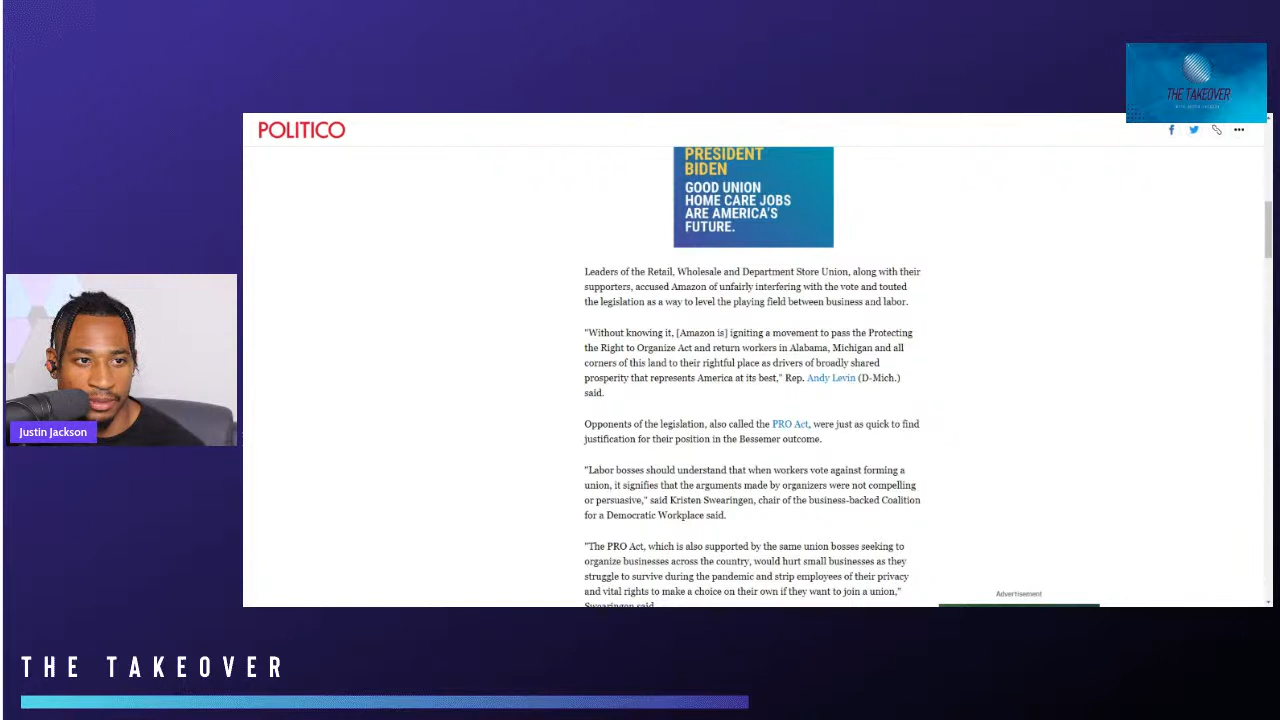 THE TAKEOVER
POLITICO
PRESIDENT
BIDEN
GOOD UNION
HOME CARE JOBS
ARE AMERICA'S
FUTURE.
Leaders of the Retail, Wholesale and Department Store Union, along with their
supporters, accused Amazon of unfairly interfering with the vote and touted
the legislation as a way to level the playing field between business and labor.
"Without knowing it, [Amazon is] igniting a movement to pass the Protecting
the Right to Organize Act and return workers in Alabama, Michigan and all
corners of this land to their rightful place as drivers of broadly shared
prosperity that represents America at its best," Rep. Andy Levin (D-Mich.)
said.
Opponents of the legislation, also called the PRO Act, were just as quick to find
justification for their position in the Bessemer outcome.
"Labor bosses should understand that when workers vote against forming a
union, it signifies that the arguments made by organizers were not compelling
or persuasive," said Kristen Swearingen, chair of the business-backed Coalition
for a Democratic Workplace said.
"The PRO Act, which is also supported by the same union bosses seeking to
organize businesses across the country, would hurt small businesses as they
struggle to survive during the pandemic and strip employees of their privacy
and vital rights to make a choice on their own if they want to join a union,"
Swearingen said.
Advertisement
Justin Jackson
THE TAKEOVER